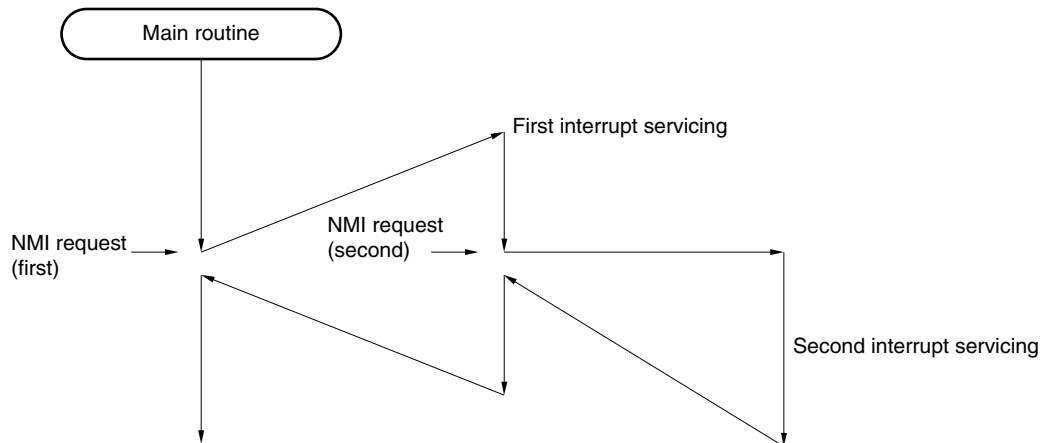 Main routine
First interrupt servicing
NMI request
(first)
NMI request
(second)
Second interrupt servicing